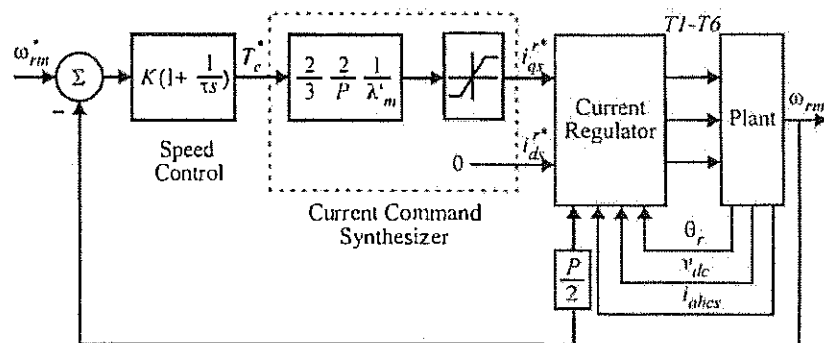 T1-T6
ω*rm
Σ
−
K(1+ 1/τs)
T*e
2/3 2/P 1/λ'm
i r* qs
i r* ds
0
Current
Regulator
Plant
ωrm
Speed
Control
Current Command
Synthesizer
θr
P/2
vdc
iabcs